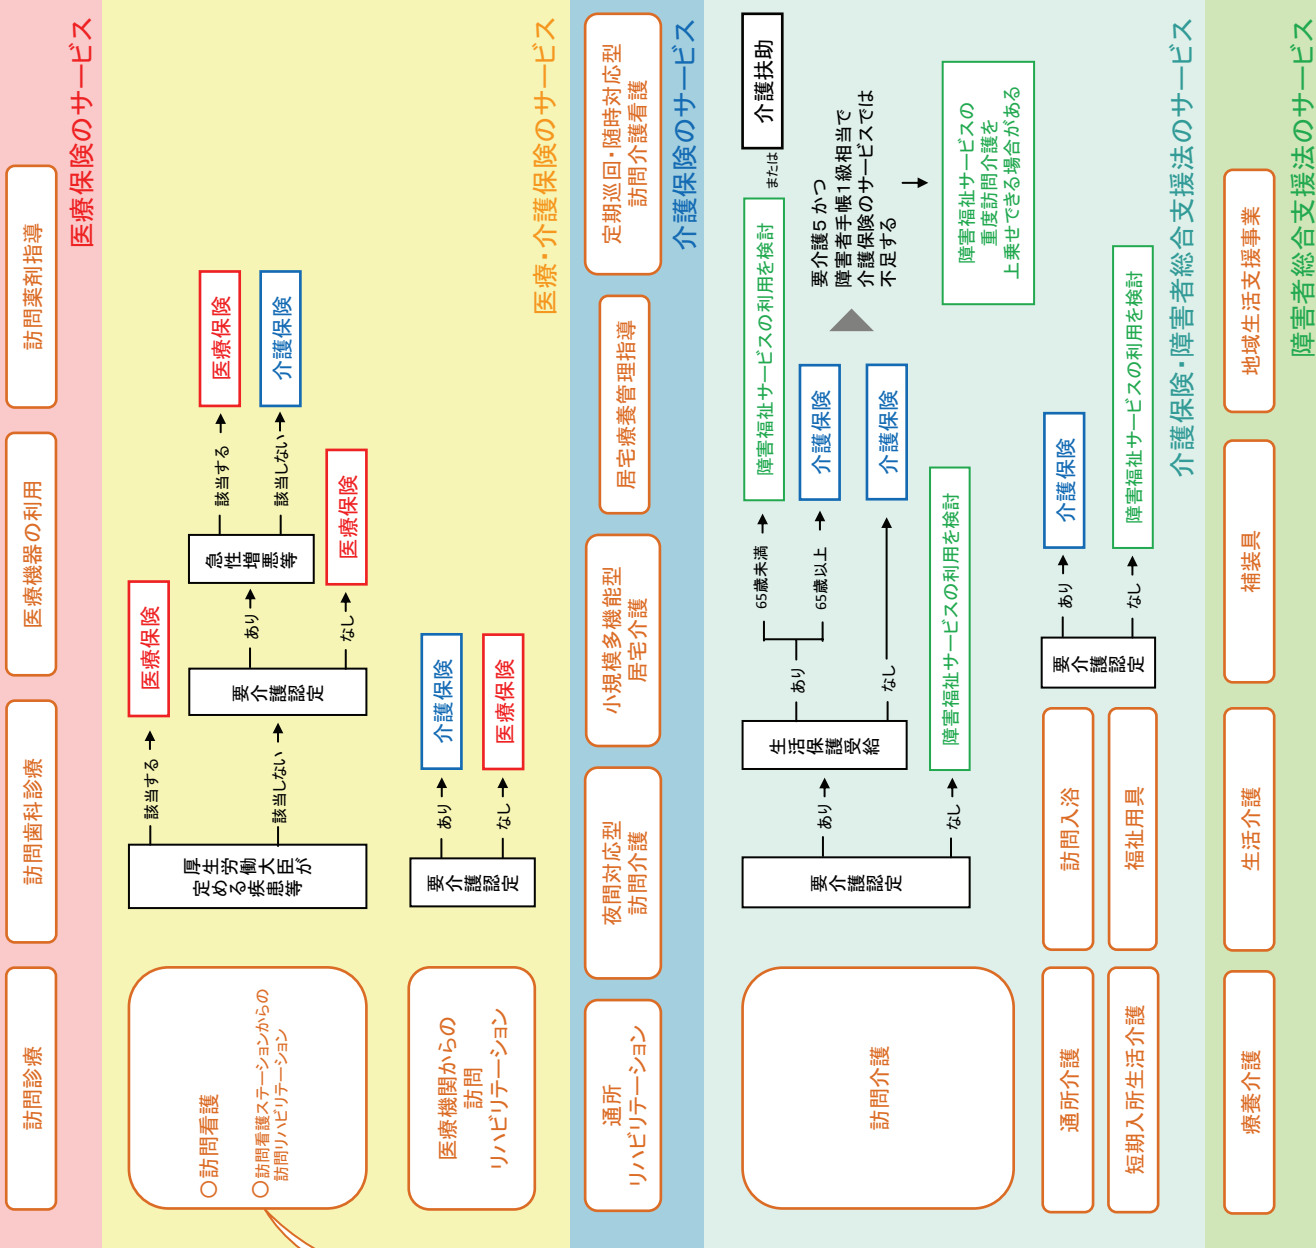 医療保険のサービス
訪問診療
訪問歯科診療
医療機器の利用
訪問薬剤指導
医療・介護保険のサービス
○訪問看護
○訪問看護ステーションからの
訪問リハビリテーション
厚生労働大臣が
定める疾患等
該当する
医療保険
該当しない
要介護認定
あり
急性増悪等
該当する
医療保険
該当しない
介護保険
なし
医療保険
医療機関からの
訪問
リハビリテーション
要介護認定
あり
介護保険
なし
医療保険
介護保険のサービス
通所
リハビリテーション
夜間対応型
訪問介護
小規模多機能型
居宅介護
居宅療養管理指導
定期巡回・随時対応型
訪問介護看護
介護保険・障害者総合支援法のサービス
訪問介護
要介護認定
あり
生活保護受給
あり
65歳未満
障害福祉サービスの利用を検討
または
介護扶助
65歳以上
介護保険
なし
介護保険
なし
障害福祉サービスの利用を検討
要介護5 かつ
障害者手帳1級相当で
介護保険のサービスでは
不足する
障害福祉サービスの
重度訪問介護を
上乗せできる場合がある
通所介護
訪問入浴
短期入所生活介護
福祉用具
要介護認定
あり
介護保険
なし
障害福祉サービスの利用を検討
障害者総合支援法のサービス
療養介護
生活介護
補装具
地域生活支援事業